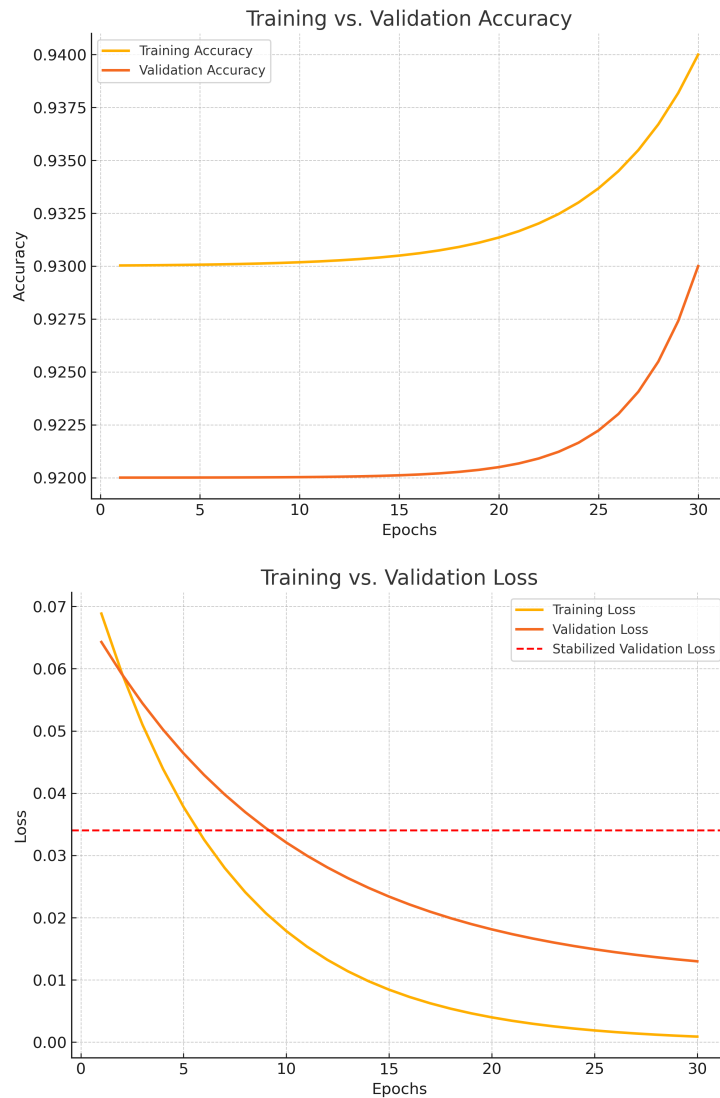 Training vs. Validation Accuracy
Training Accuracy
Validation Accuracy
Accuracy
0.9400
0.9375
0.9350
0.9325
0.9300
0.9275
0.9250
0.9225
0.9200
0 5 10 15 20 25 30
Epochs
Training vs. Validation Loss
Training Loss
Validation Loss
Stabilized Validation Loss
Loss
0.07
0.06
0.05
0.04
0.03
0.02
0.01
0.00
0 5 10 15 20 25 30
Epochs